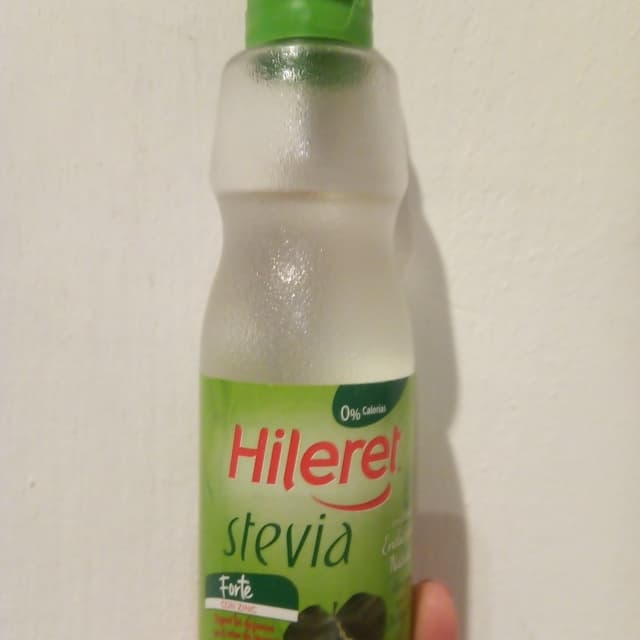 0% Calorías
Hileret
stevia
Forte
CON ZINC